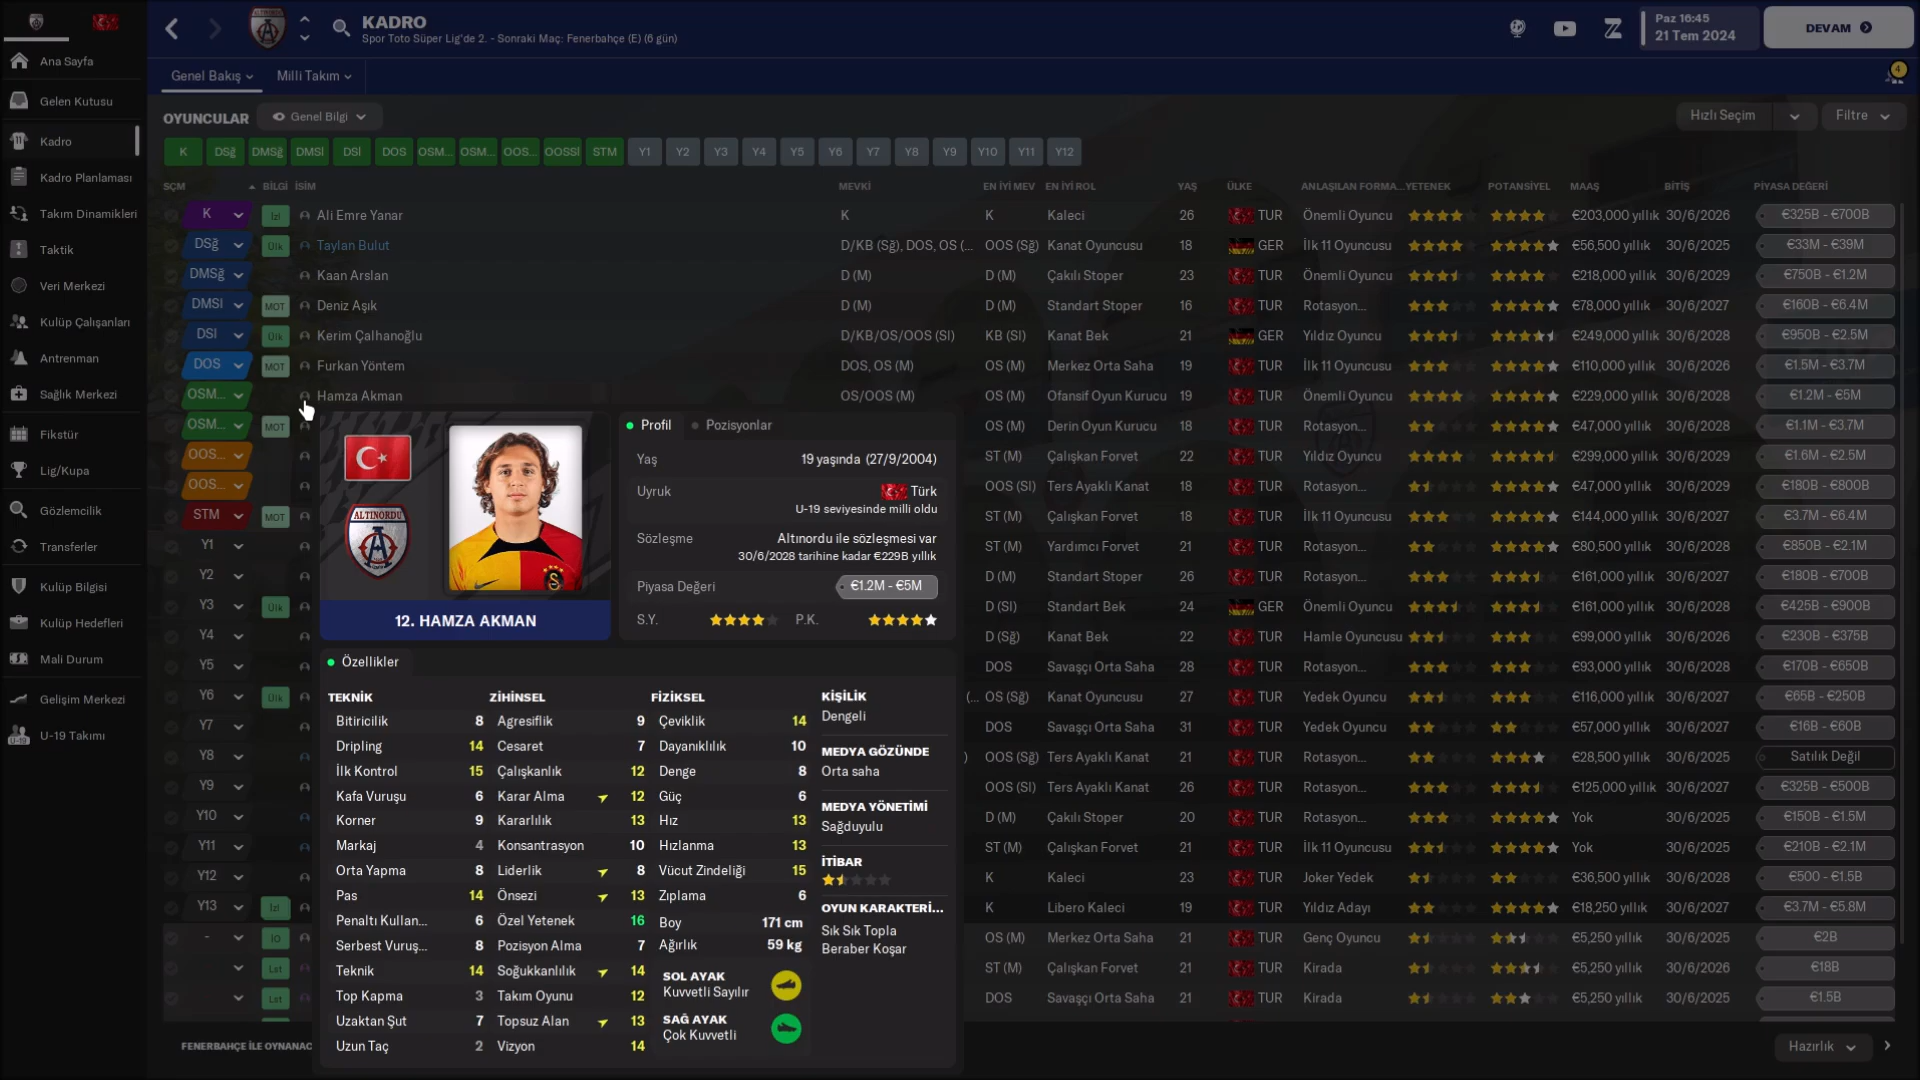 KADRO
Spor Toto Süper Lig'de 2. - Sonraki Maç: Fenerbahçe (E) (6 gün)
Paz 16:45
21 Tem 2024
DEVAM
Genel Bakış
Milli Takım
4
Ana Sayfa
Gelen Kutusu
Kadro
Kadro Planlaması
Takım Dinamikleri
Taktik
Veri Merkezi
Kulüp Çalışanları
Antrenman
Sağlık Merkezi
Fikstür
Lig/Kupa
Gözlemcilik
Transferler
Kulüp Bilgisi
Kulüp Hedefleri
Mali Durum
Gelişim Merkezi
U-19 Takımı
OYUNCULAR
Genel Bilgi
Hızlı Seçim
Filtre
K DSğ DMSğ DMSl DSl DOS OSM... OSM... OOS... OOSSl STM Y1 Y2 Y3 Y4 Y5 Y6 Y7 Y8 Y9 Y10 Y11 Y12
SÇM BİLGİ İSİM MEVKİ EN İYİ MEV EN İYİ ROL YAŞ ÜLKE ANLAŞILAN FORMA... YETENEK POTANSİYEL MAAŞ BİTİŞ PİYASA DEĞERİ
K İzl Ali Emre Yanar K K Kaleci 26 TUR Önemli Oyuncu €203,000 yıllık 30/6/2026 €325B - €700B
DSğ Ülk Taylan Bulut D/KB (Sğ), DOS, OS (... OOS (Sğ) Kanat Oyuncusu 18 GER İlk 11 Oyuncusu €56,500 yıllık 30/6/2025 €33M - €39M
DMSğ Kaan Arslan D (M) D (M) Çakılı Stoper 23 TUR Önemli Oyuncu €218,000 yıllık 30/6/2029 €750B - €1.2M
DMSl MOT Deniz Aşık D (M) D (M) Standart Stoper 16 TUR Rotasyon... €78,000 yıllık 30/6/2027 €160B - €6.4M
DSl Ülk Kerim Çalhanoğlu D/KB/OS/OOS (Sl) KB (Sl) Kanat Bek 21 GER Yıldız Oyuncu €249,000 yıllık 30/6/2028 €950B - €2.5M
DOS MOT Furkan Yöntem DOS, OS (M) OS (M) Merkez Orta Saha 19 TUR İlk 11 Oyuncusu €110,000 yıllık 30/6/2026 €1.5M - €3.7M
OSM... Hamza Akman OS/OOS (M) OS (M) Ofansif Oyun Kurucu 19 TUR Önemli Oyuncu €229,000 yıllık 30/6/2028 €1.2M - €5M
OSM... MOT OS (M) Derin Oyun Kurucu 18 TUR Rotasyon... €47,000 yıllık 30/6/2028 €1.1M - €3.7M
OOS... ST (M) Çalışkan Forvet 22 TUR Yıldız Oyuncu €299,000 yıllık 30/6/2026 €1.6M - €2.5M
OOS... OOS (Sl) Ters Ayaklı Kanat 18 TUR Rotasyon... €47,000 yıllık 30/6/2029 €180B - €800B
STM MOT ST (M) Çalışkan Forvet 18 TUR İlk 11 Oyuncusu €144,000 yıllık 30/6/2027 €3.7M - €6.4M
Y1 ST (M) Yardımcı Forvet 21 TUR Rotasyon... €80,500 yıllık 30/6/2027 €850B - €2.1M
Y2 D (M) Standart Stoper 26 TUR Rotasyon... €161,000 yıllık 30/6/2027 €180B - €700B
Y3 Ülk D (Sl) Standart Bek 24 GER Önemli Oyuncu €161,000 yıllık 30/6/2028 €425B - €900B
Y4 D (Sğ) Kanat Bek 22 TUR Hamle Oyuncusu €99,000 yıllık 30/6/2026 €230B - €375B
Y5 DOS Savaşçı Orta Saha 28 TUR Rotasyon... €93,000 yıllık 30/6/2028 €170B - €650B
Y6 Ülk (... OS (Sğ) Kanat Oyuncusu 27 TUR Yedek Oyuncu €116,000 yıllık 30/6/2026 €65B - €250B
Y7 DOS Savaşçı Orta Saha 31 TUR Yedek Oyuncu €57,000 yıllık 30/6/2025 €16B - €60B
Y8 ) OOS (Sğ) Ters Ayaklı Kanat 21 TUR Rotasyon... €28,500 yıllık 30/6/2025 Satılık Değil
Y9 OOS (Sl) Ters Ayaklı Kanat 26 TUR Rotasyon... €125,000 yıllık 30/6/2026 €325B - €500B
Y10 D (M) Çakılı Stoper 20 TUR Rotasyon... Yok 30/6/2025 €150B - €1.5M
Y11 ST (M) Çalışkan Forvet 21 TUR İlk 11 Oyuncusu Yok 30/6/2025 €210B - €2.1M
Y12 K Kaleci 23 TUR Joker Yedek €36,500 yıllık 30/6/2025 €500 - €1.5B
Y13 İzl K Libero Kaleci 19 TUR Yıldız Adayı €18,250 yıllık 30/6/2027 €3.7M - €5.8M
- İÖ OS (M) Merkez Orta Saha 21 TUR Genç Oyuncu €5,250 yıllık 30/6/2025 €2B
Lst ST (M) Çalışkan Forvet 21 TUR Kirada €5,250 yıllık 30/6/2026 €18B
Lst DOS Savaşçı Orta Saha 21 TUR Kirada €5,250 yıllık 30/6/2025 €1.5B
ALTINORDU
12. HAMZA AKMAN
Profil
Pozisyonlar
Yaş 19 yaşında (27/9/2004)
Uyruk Türk
U-19 seviyesinde milli oldu
Sözleşme Altınordu ile sözleşmesi var
30/6/2028 tarihine kadar €229B yıllık
Piyasa Değeri €1.2M - €5M
S.Y. P.K.
Özellikler
TEKNİK
Bitiricilik 8
Dripling 14
İlk Kontrol 15
Kafa Vuruşu 6
Korner 9
Markaj 4
Orta Yapma 8
Pas 14
Penaltı Kullan... 6
Serbest Vuruş... 8
Teknik 14
Top Kapma 3
Uzaktan Şut 7
Uzun Taç 2
ZİHİNSEL
Agresiflik 9
Cesaret 7
Çalışkanlık 12
Karar Alma 12
Kararlılık 13
Konsantrasyon 10
Liderlik 8
Önsezi 13
Özel Yetenek 16
Pozisyon Alma 7
Soğukkanlılık 14
Takım Oyunu 12
Topsuz Alan 13
Vizyon 14
FİZİKSEL
Çeviklik 14
Dayanıklılık 10
Denge 8
Güç 6
Hız 13
Hızlanma 13
Vücut Zindeliği 15
Zıplama 6
Boy 171 cm
Ağırlık 59 kg
SOL AYAK
Kuvvetli Sayılır
SAĞ AYAK
Çok Kuvvetli
KİŞİLİK
Dengeli
MEDYA GÖZÜNDE
Orta saha
MEDYA YÖNETİMİ
Sağduyulu
İTİBAR
OYUN KARAKTERİ...
Sık Sık Topla
Beraber Koşar
FENERBAHÇE İLE OYNANAC
Hazırlık